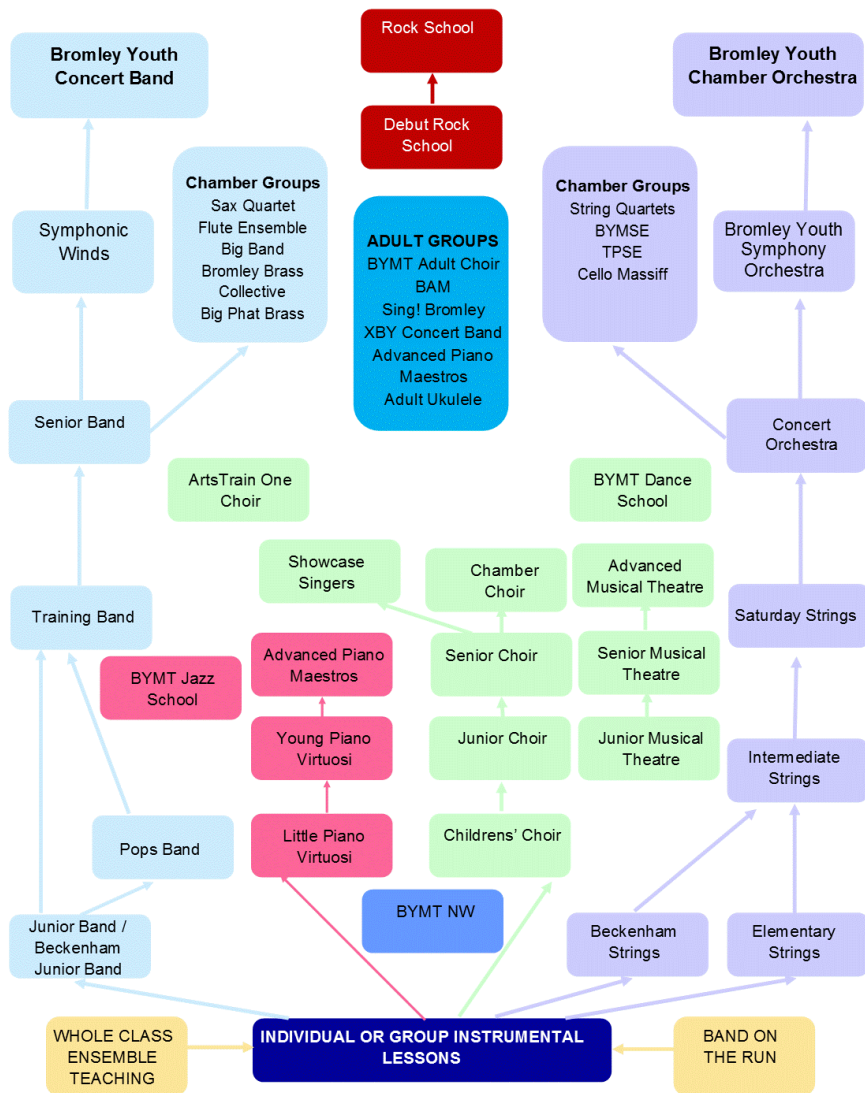 Bromley Youth
Concert Band
Rock School
Bromley Youth
Chamber Orchestra
Debut Rock
School
Chamber Groups
Sax Quartet
Flute Ensemble
Big Band
Bromley Brass
Collective
Big Phat Brass
Chamber Groups
String Quartets
BYMSE
TPSE
Cello Massiff
Symphonic
Winds
ADULT GROUPS
BYMT Adult Choir
BAM
Sing! Bromley
XBY Concert Band
Advanced Piano
Maestros
Adult Ukulele
Bromley Youth
Symphony
Orchestra
Senior Band
Concert
Orchestra
ArtsTrain One
Choir
BYMT Dance
School
Showcase
Singers
Chamber
Choir
Advanced
Musical Theatre
Training Band
Saturday Strings
BYMT Jazz
School
Advanced Piano
Maestros
Senior Choir
Senior Musical
Theatre
Young Piano
Virtuosi
Junior Choir
Junior Musical
Theatre
Intermediate
Strings
Pops Band
Little Piano
Virtuosi
Childrens’ Choir
Junior Band /
Beckenham
Junior Band
BYMT NW
Beckenham
Strings
Elementary
Strings
WHOLE CLASS
ENSEMBLE
TEACHING
INDIVIDUAL OR GROUP INSTRUMENTAL
LESSONS
BAND ON
THE RUN